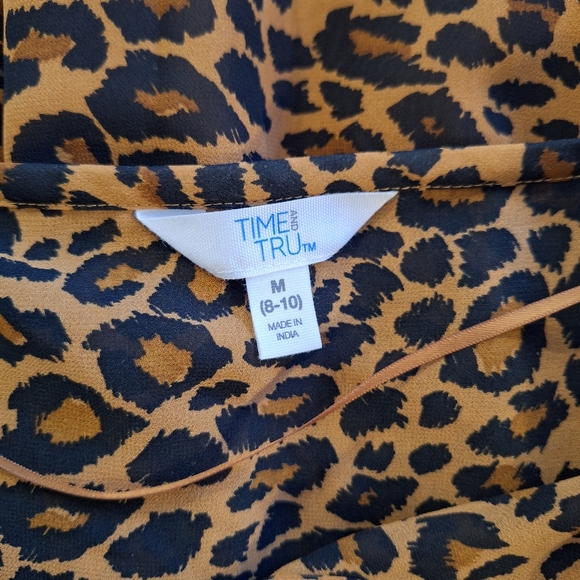 TIME AND
TRU™
M
(8-10)
MADE IN
INDIA